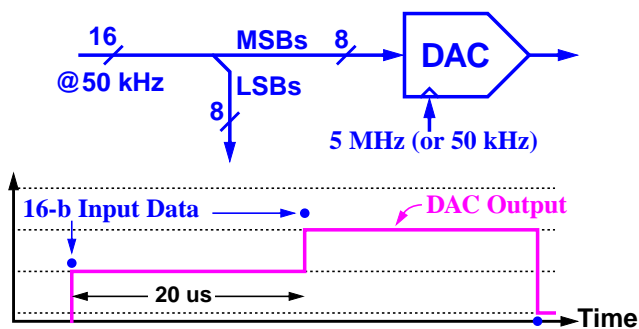 16
MSBs
8
DAC
@50 kHz
LSBs
8
5 MHz (or 50 kHz)
16-b Input Data
DAC Output
20 us
Time